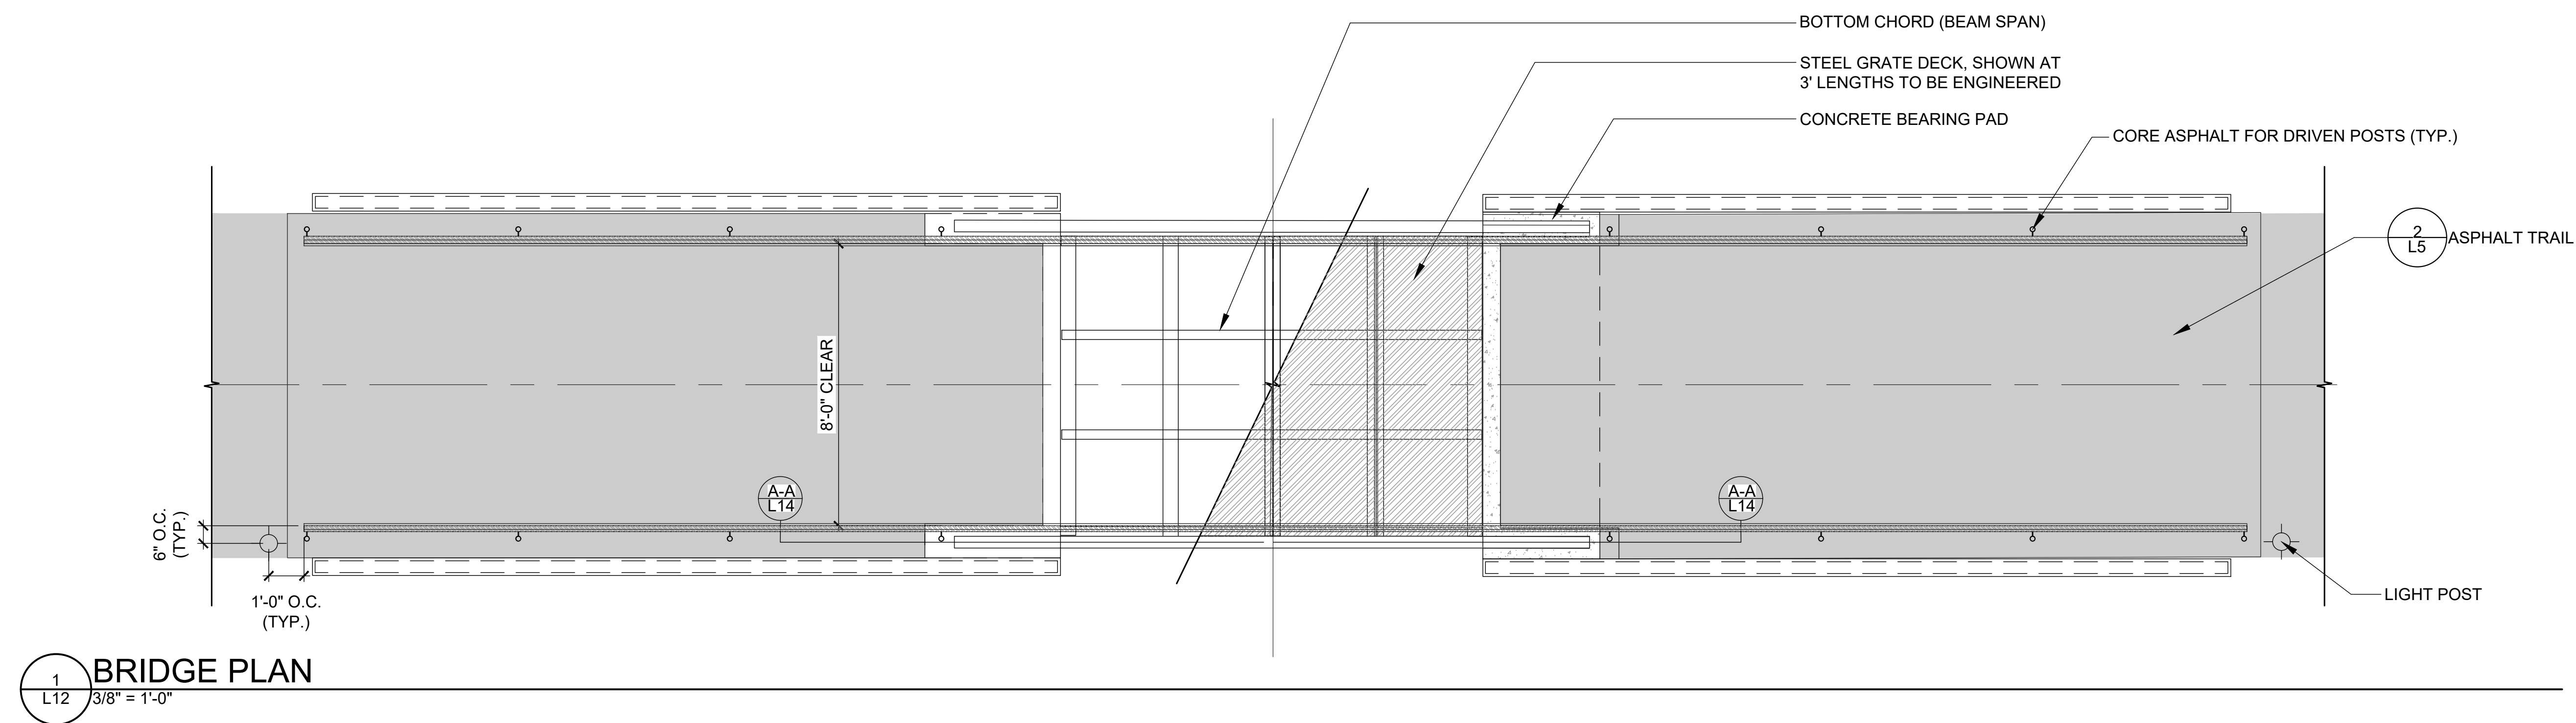 BOTTOM CHORD (BEAM SPAN)
STEEL GRATE DECK, SHOWN AT
3' LENGTHS TO BE ENGINEERED
CONCRETE BEARING PAD
CORE ASPHALT FOR DRIVEN POSTS (TYP.)
2
L5
ASPHALT TRAIL
8'-0" CLEAR
A-A
L14
A-A
L14
6" O.C.
(TYP.)
1'-0" O.C.
(TYP.)
LIGHT POST
1
L12
BRIDGE PLAN
3/8" = 1'-0"